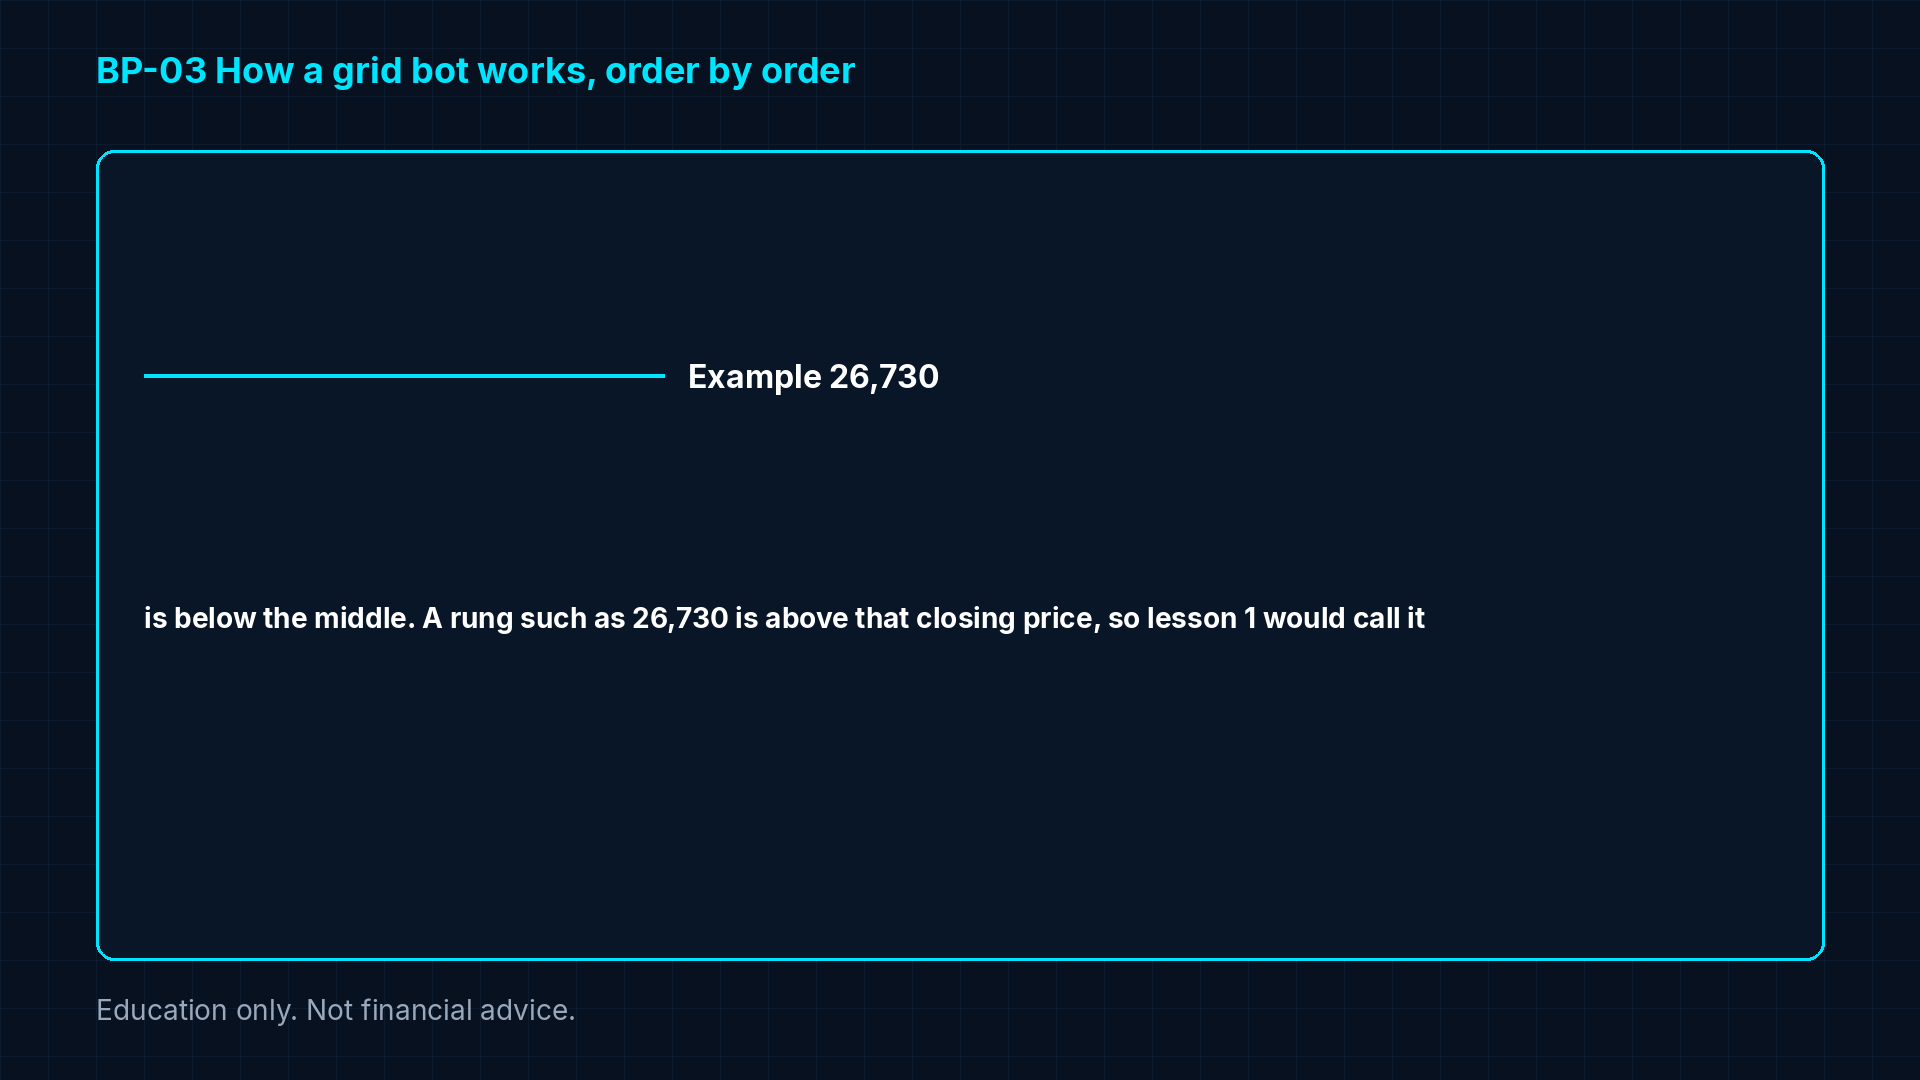 BP-03 How a grid bot works, order by order
Example 26,730
is below the middle. A rung such as 26,730 is above that closing price, so lesson 1 would call it
Education only. Not financial advice.